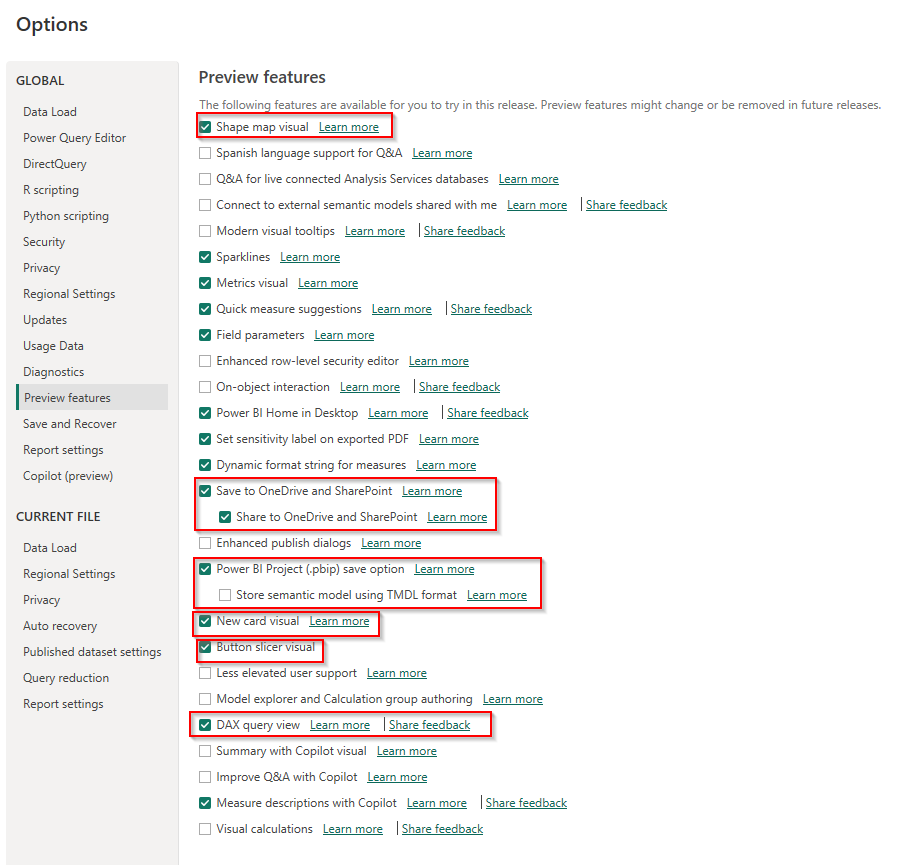 Options
GLOBAL
Data Load
Power Query Editor
DirectQuery
R scripting
Python scripting
Security
Privacy
Regional Settings
Updates
Usage Data
Diagnostics
Preview features
Save and Recover
Report settings
Copilot (preview)
CURRENT FILE
Data Load
Regional Settings
Privacy
Auto recovery
Published dataset settings
Query reduction
Report settings
Preview features
The following features are available for you to try in this release. Preview features might change or be removed in future releases.
Shape map visual Learn more
Spanish language support for Q&A Learn more
Q&A for live connected Analysis Services databases Learn more
Connect to external semantic models shared with me Learn more | Share feedback
Modern visual tooltips Learn more | Share feedback
Sparklines Learn more
Metrics visual Learn more
Quick measure suggestions Learn more | Share feedback
Field parameters Learn more
Enhanced row-level security editor Learn more
On-object interaction Learn more | Share feedback
Power BI Home in Desktop Learn more | Share feedback
Set sensitivity label on exported PDF Learn more
Dynamic format string for measures Learn more
Save to OneDrive and SharePoint Learn more
Share to OneDrive and SharePoint Learn more
Enhanced publish dialogs Learn more
Power BI Project (.pbip) save option Learn more
Store semantic model using TMDL format Learn more
New card visual Learn more
Button slicer visual
Less elevated user support Learn more
Model explorer and Calculation group authoring Learn more
DAX query view Learn more | Share feedback
Summary with Copilot visual Learn more
Improve Q&A with Copilot Learn more
Measure descriptions with Copilot Learn more | Share feedback
Visual calculations Learn more | Share feedback